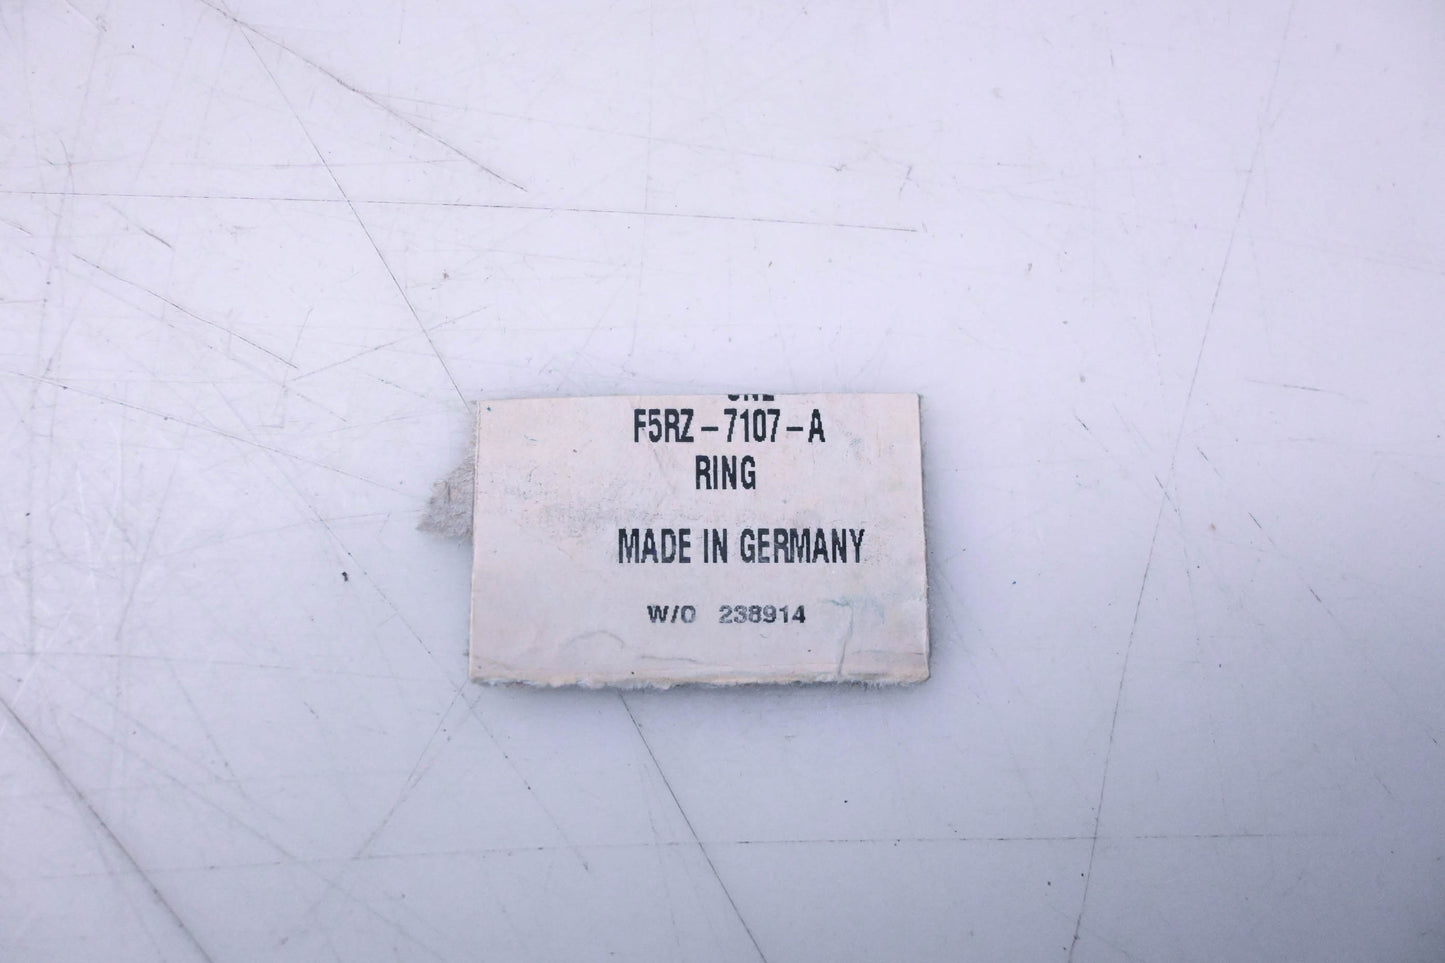 F5RZ-7107-A
RING
MADE IN GERMANY
W/O 238914